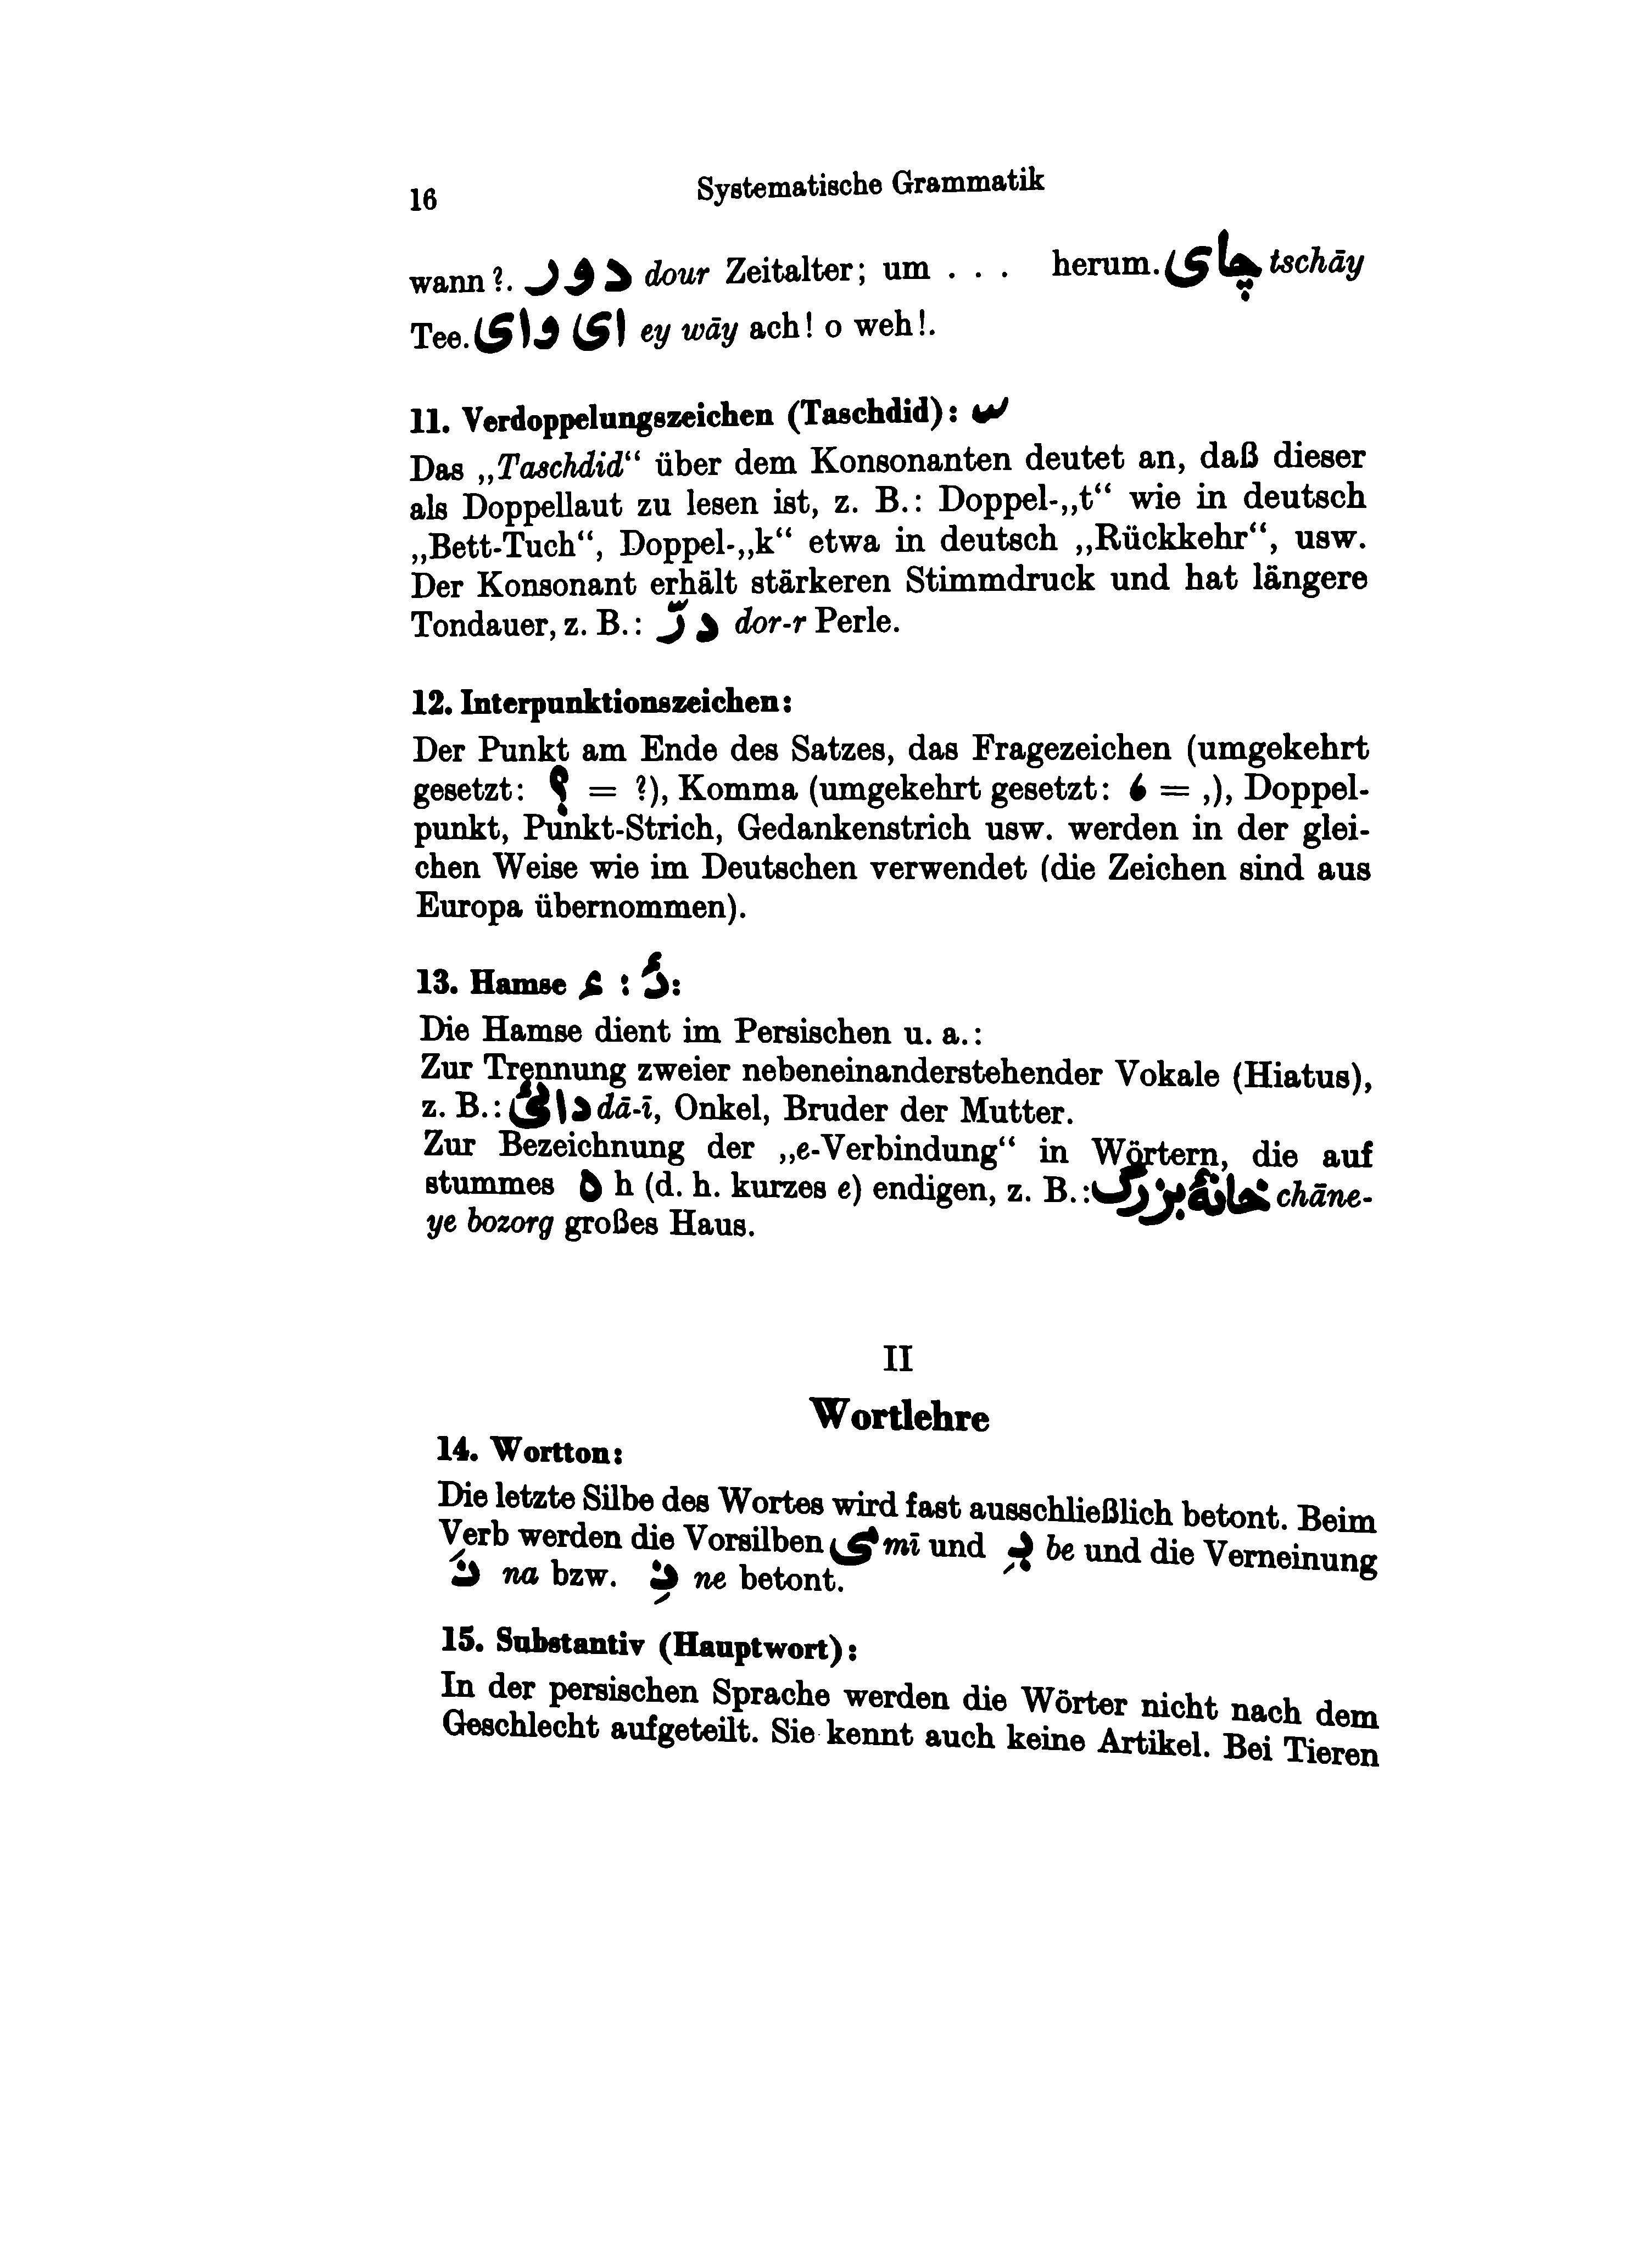 16 Systematische Grammatik
wann?. دور dour Zeitalter; um . . . herum. چای tschāy
Tee. ای وای ey wāy ach! o weh!.
11. Verdoppelungszeichen (Taschdid): ّ
Das „Taschdid“ über dem Konsonanten deutet an, daß dieser
als Doppellaut zu lesen ist, z. B.: Doppel-„t“ wie in deutsch
„Bett-Tuch“, Doppel-„k“ etwa in deutsch „Rückkehr“, usw.
Der Konsonant erhält stärkeren Stimmdruck und hat längere
Tondauer, z. B.: درّ dor-r Perle.
12. Interpunktionszeichen:
Der Punkt am Ende des Satzes, das Fragezeichen (umgekehrt
gesetzt: ؟ = ?), Komma (umgekehrt gesetzt: ، = ,), Doppel-
punkt, Punkt-Strich, Gedankenstrich usw. werden in der glei-
chen Weise wie im Deutschen verwendet (die Zeichen sind aus
Europa übernommen).
13. Hamse ء : ئـ:
Die Hamse dient im Persischen u. a.:
Zur Trennung zweier nebeneinanderstehender Vokale (Hiatus),
z. B.: دائی dā-ī, Onkel, Bruder der Mutter.
Zur Bezeichnung der „e-Verbindung“ in Wörtern, die auf
stummes ه h (d. h. kurzes e) endigen, z. B.: خانهٔ بزرگ chāne-
ye bozorg großes Haus.
II
Wortlehre
14. Wortton:
Die letzte Silbe des Wortes wird fast ausschließlich betont. Beim
Verb werden die Vorsilben می mī und بِـ be und die Verneinung
نَـ na bzw. نِـ ne betont.
15. Substantiv (Hauptwort):
In der persischen Sprache werden die Wörter nicht nach dem
Geschlecht aufgeteilt. Sie kennt auch keine Artikel. Bei Tieren